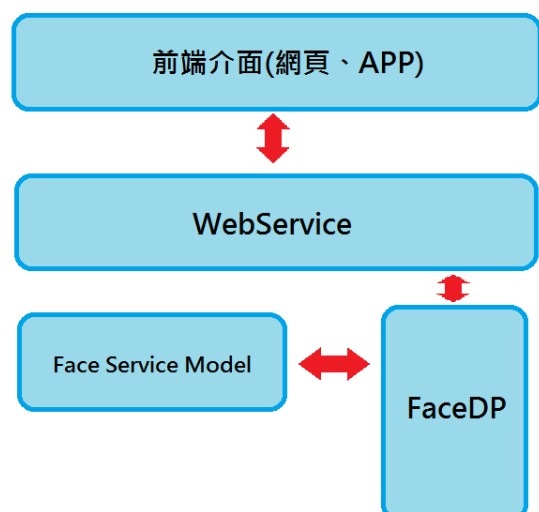 前端介面(網頁、APP)
WebService
Face Service Model
FaceDP